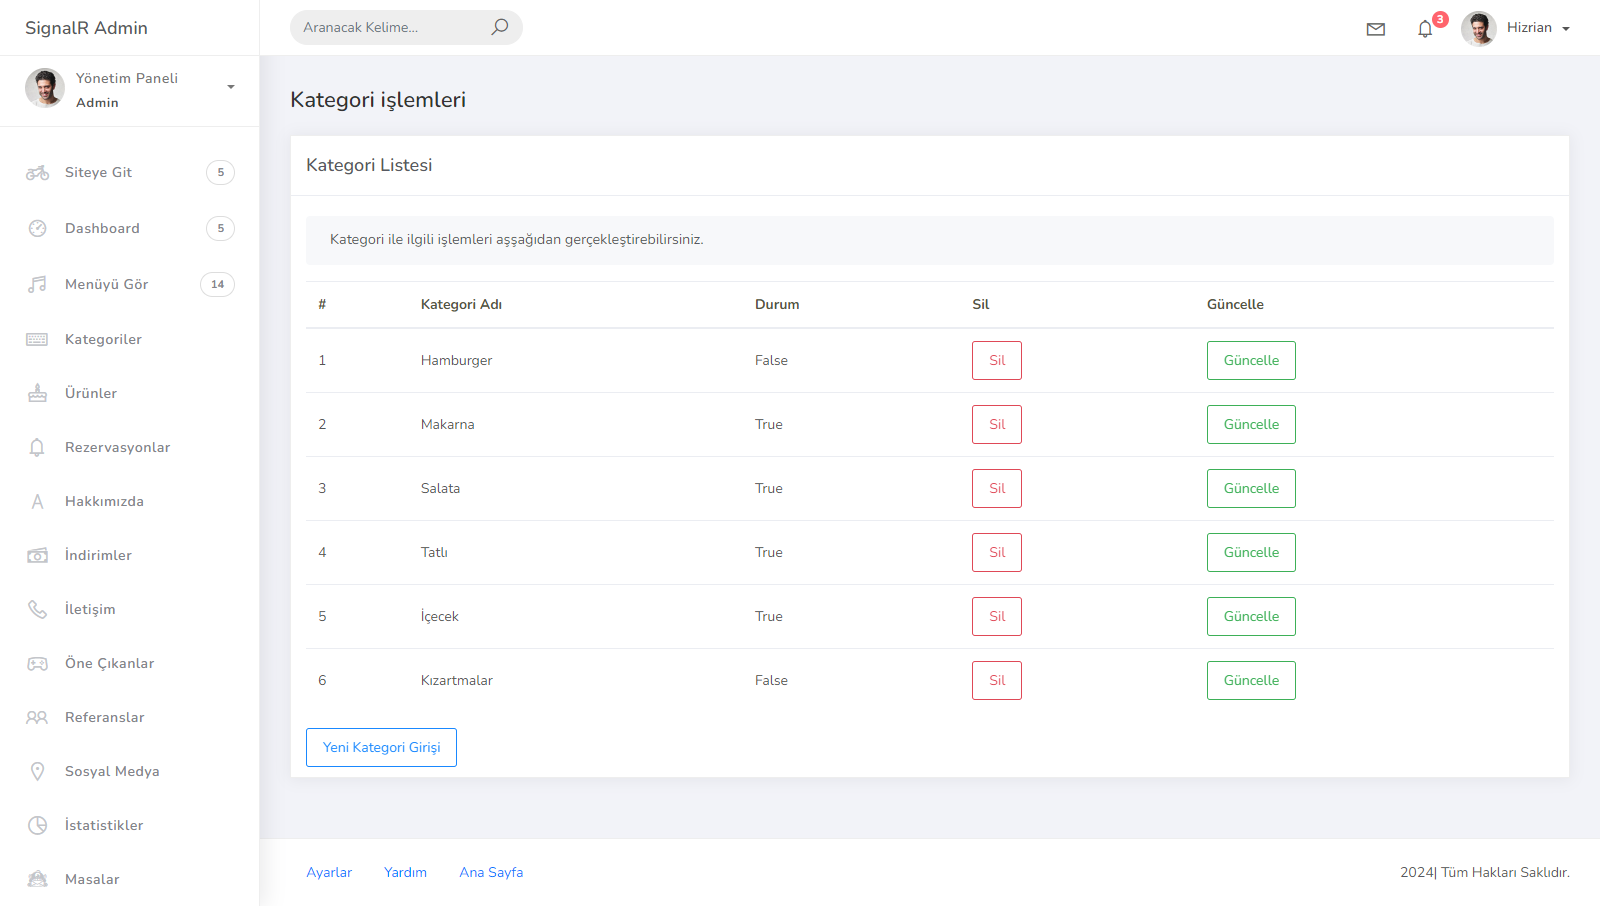 SignalR Admin
Aranacak Kelime...
3
Hizrian
Yönetim Paneli
Admin
Siteye Git 5
Dashboard 5
Menüyü Gör 14
Kategoriler
Ürünler
Rezervasyonlar
Hakkımızda
İndirimler
İletişim
Öne Çıkanlar
Referanslar
Sosyal Medya
İstatistikler
Masalar
Kategori işlemleri
Kategori Listesi
Kategori ile ilgili işlemleri aşşağıdan gerçekleştirebilirsiniz.
# Kategori Adı Durum Sil Güncelle
1 Hamburger False Sil Güncelle
2 Makarna True Sil Güncelle
3 Salata True Sil Güncelle
4 Tatlı True Sil Güncelle
5 İçecek True Sil Güncelle
6 Kızartmalar False Sil Güncelle
Yeni Kategori Girişi
Ayarlar Yardım Ana Sayfa
2024| Tüm Hakları Saklıdır.